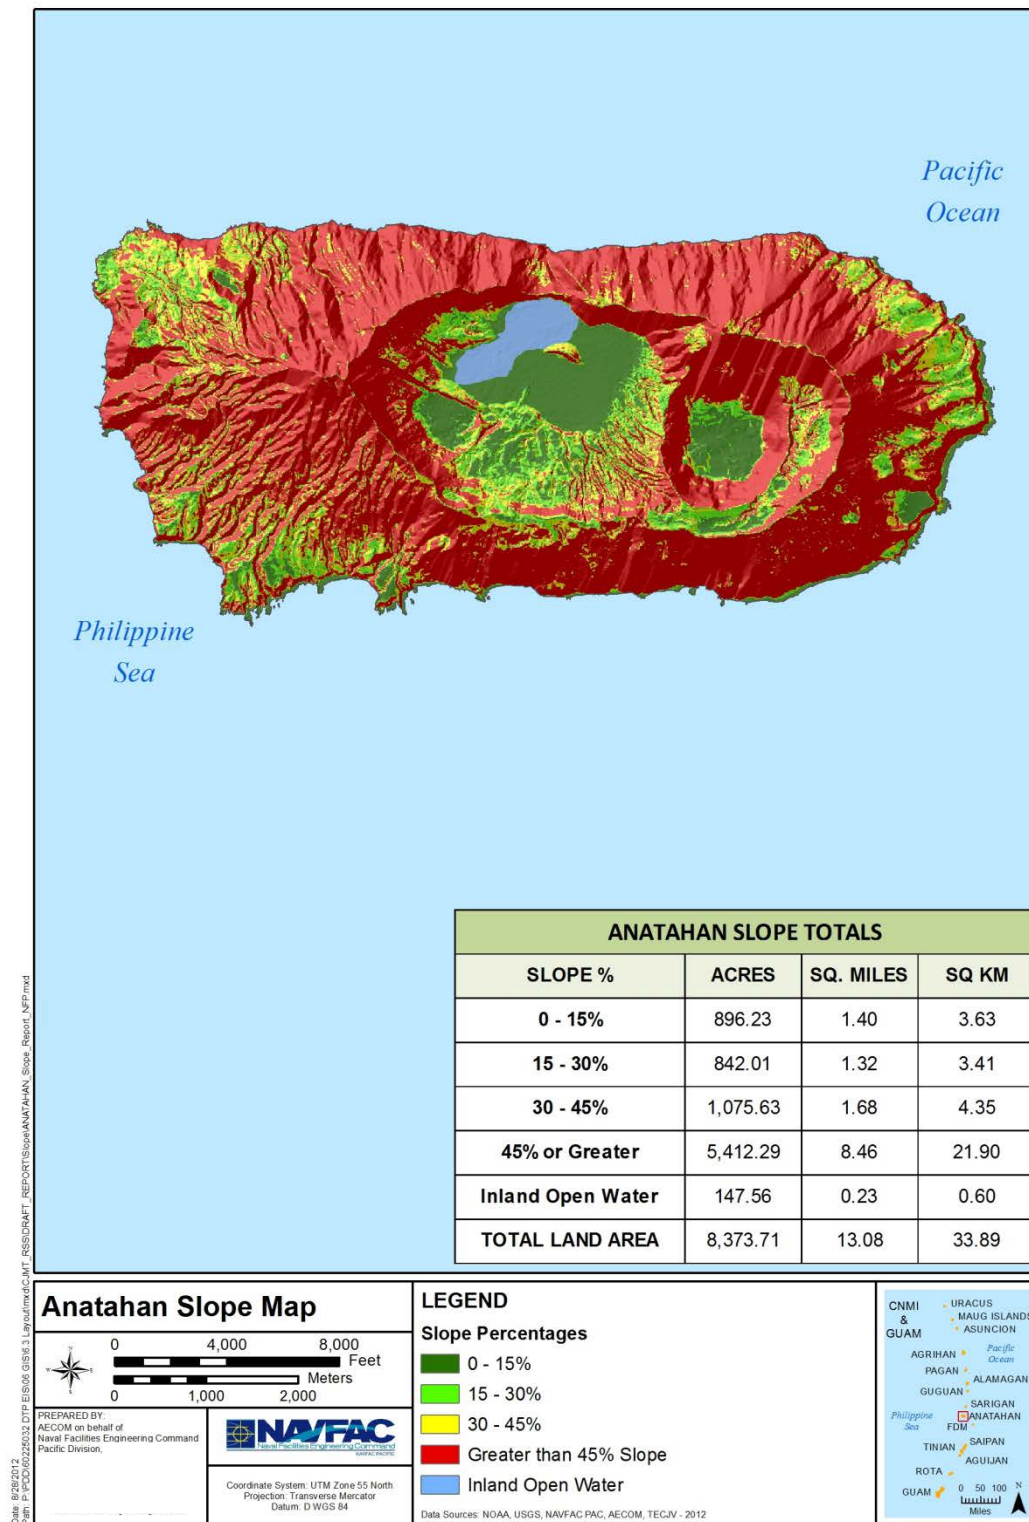 Pacific
Ocean
Philippine
Sea
ANATAHAN SLOPE TOTALS
SLOPE % ACRES SQ. MILES SQ KM
0 - 15% 896.23 1.40 3.63
15 - 30% 842.01 1.32 3.41
30 - 45% 1,075.63 1.68 4.35
45% or Greater 5,412.29 8.46 21.90
Inland Open Water 147.56 0.23 0.60
TOTAL LAND AREA 8,373.71 13.08 33.89
Anatahan Slope Map
0 4,000 8,000
Feet
Meters
0 1,000 2,000
PREPARED BY:
AECOM on behalf of
Naval Facilities Engineering Command
Pacific Division,
NAVFAC
Naval Facilities Engineering Command
NAVFAC PACIFIC
Coordinate System: UTM Zone 55 North
Projection: Transverse Mercator
Datum: D WGS 84
LEGEND
Slope Percentages
0 - 15%
15 - 30%
30 - 45%
Greater than 45% Slope
Inland Open Water
Data Sources: NOAA, USGS, NAVFAC PAC, AECOM, TECJV - 2012
CNMI
&
GUAM
URACUS
MAUG ISLANDS
ASUNCION
AGRIHAN
Pacific
Ocean
PAGAN
ALAMAGAN
GUGUAN
SARIGAN
Philippine
Sea
ANATAHAN
FDM
SAIPAN
TINIAN
AGUIJAN
ROTA
GUAM
0 50 100
Miles
N
Date: 8/28/2012